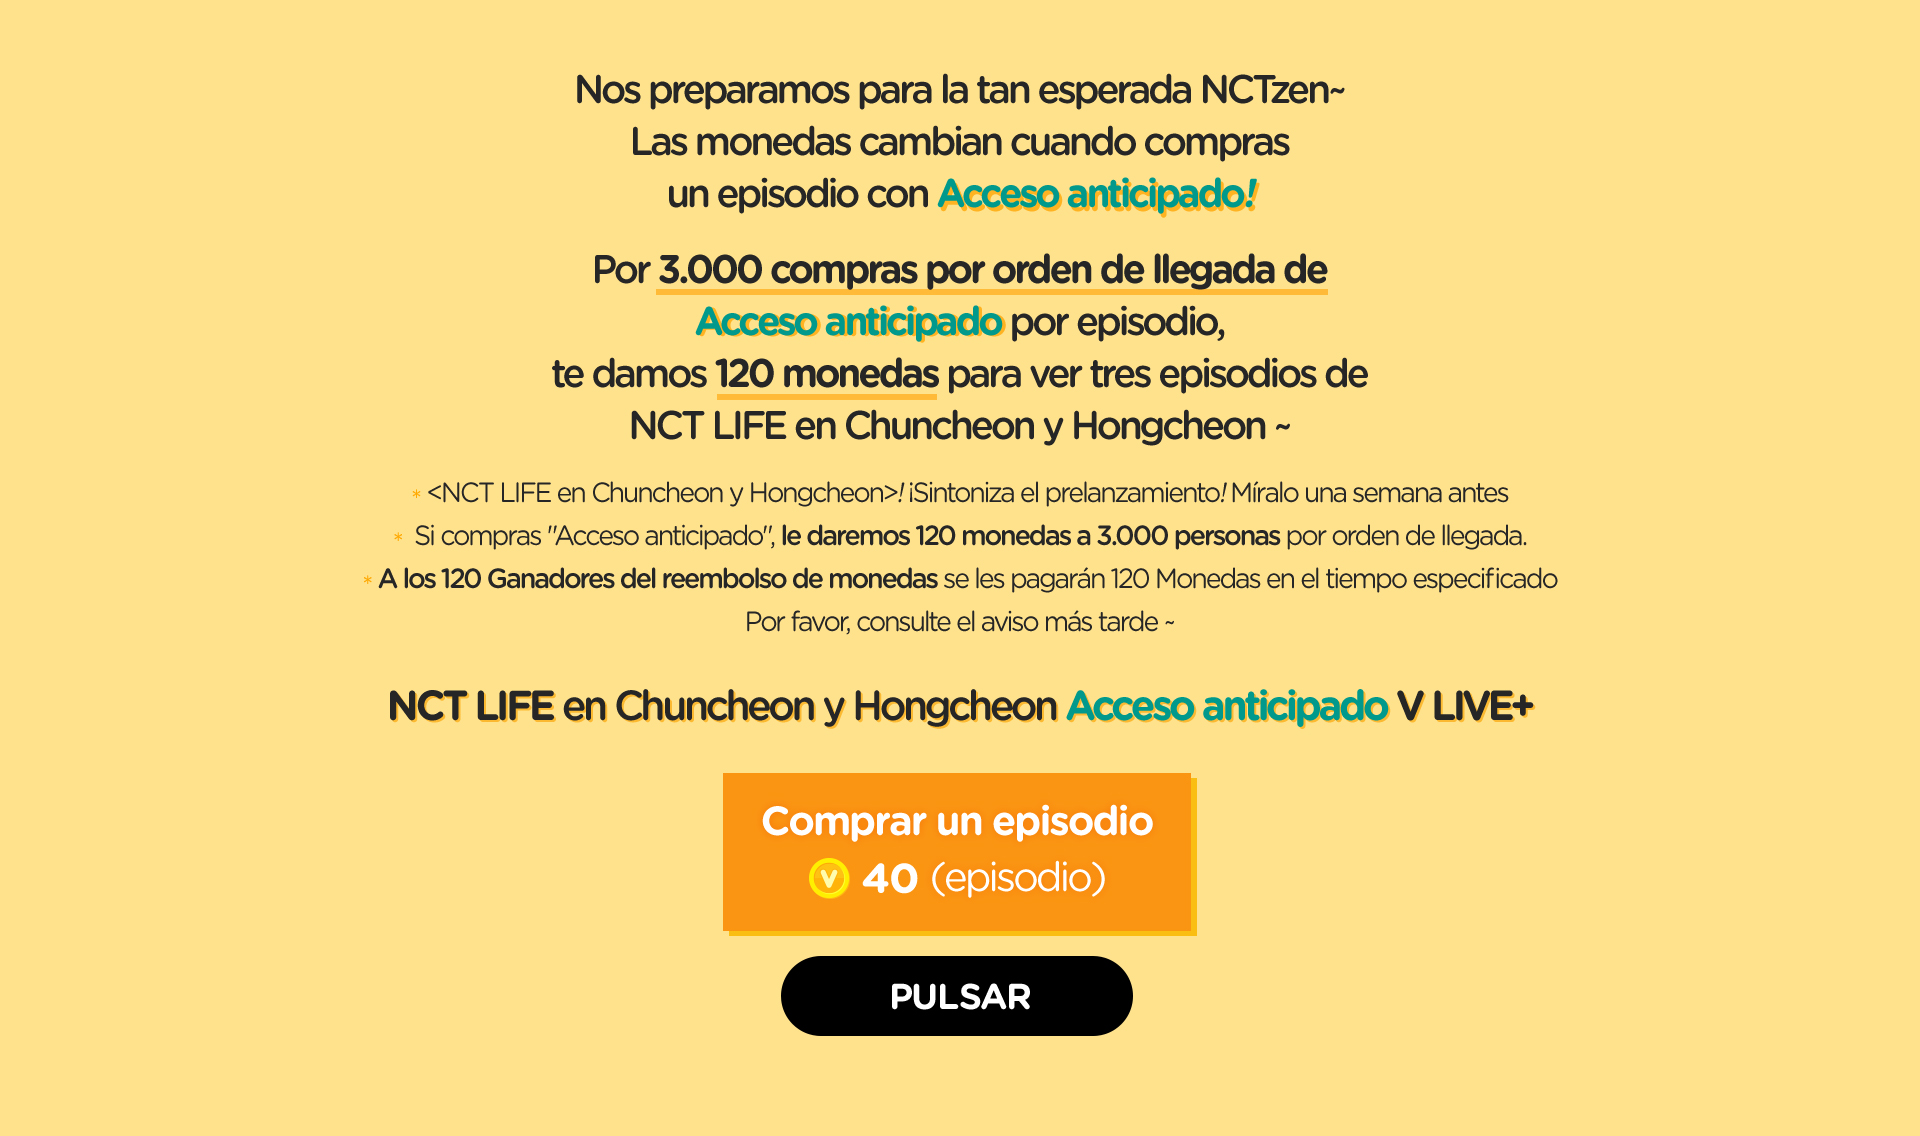 Nos preparamos para la tan esperada NCTzen~
Las monedas cambian cuando compras
un episodio con Acceso anticipado!
Por 3.000 compras por orden de llegada de
Acceso anticipado por episodio,
te damos 120 monedas para ver tres episodios de
NCT LIFE en Chuncheon y Hongcheon ~
* <NCT LIFE en Chuncheon y Hongcheon>! ¡Sintoniza el prelanzamiento! Míralo una semana antes
* Si compras "Acceso anticipado", le daremos 120 monedas a 3.000 personas por orden de llegada.
* A los 120 Ganadores del reembolso de monedas se les pagarán 120 Monedas en el tiempo especificado
Por favor, consulte el aviso más tarde ~
NCT LIFE en Chuncheon y Hongcheon Acceso anticipado V LIVE+
Comprar un episodio
V 40 (episodio)
PULSAR